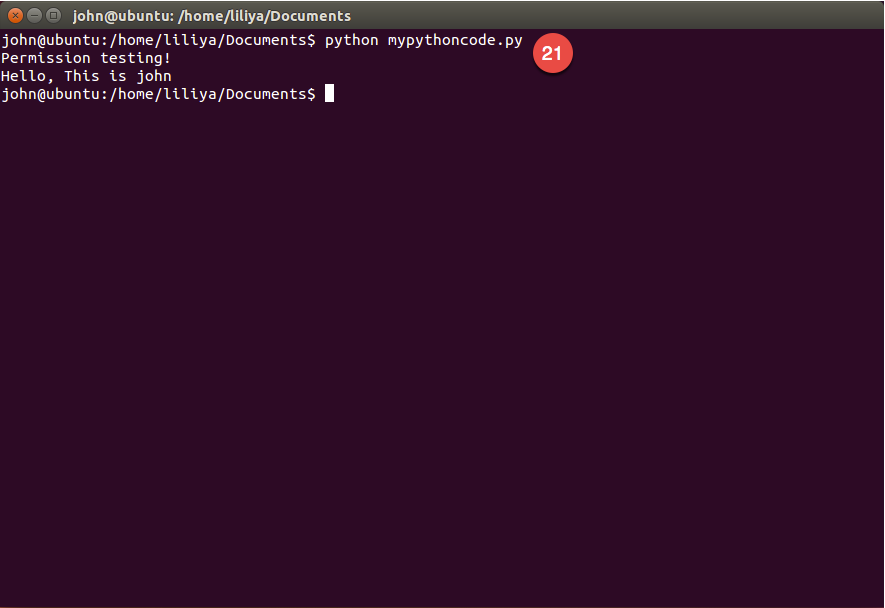 john@ubuntu: /home/liliya/Documents
john@ubuntu:/home/liliya/Documents$ python mypythoncode.py
21
Permission testing!
Hello, This is john
john@ubuntu:/home/liliya/Documents$